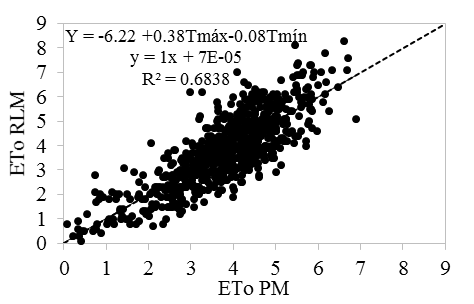 Y = -6.22 +0.38Tmáx-0.08Tmín
y = 1x + 7E-05
R² = 0.6838
ETo RLM
9
8
7
6
5
4
3
2
1
0
0 1 2 3 4 5 6 7 8 9
ETo PM